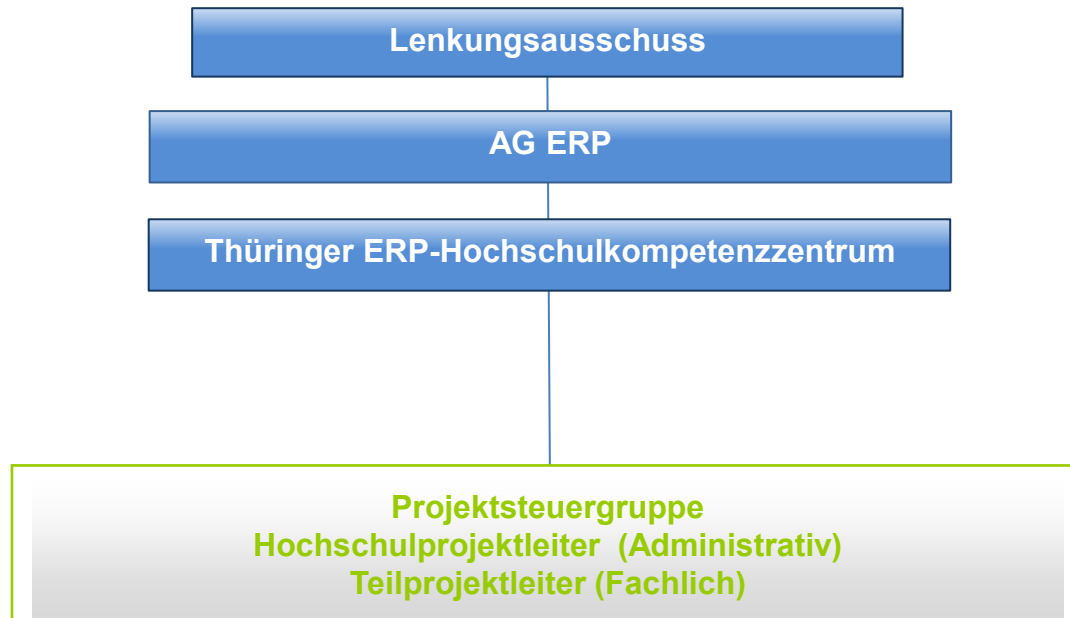 Lenkungsausschuss
AG ERP
Thüringer ERP-Hochschulkompetenzzentrum
Projektsteuergruppe
Hochschulprojektleiter (Administrativ)
Teilprojektleiter (Fachlich)